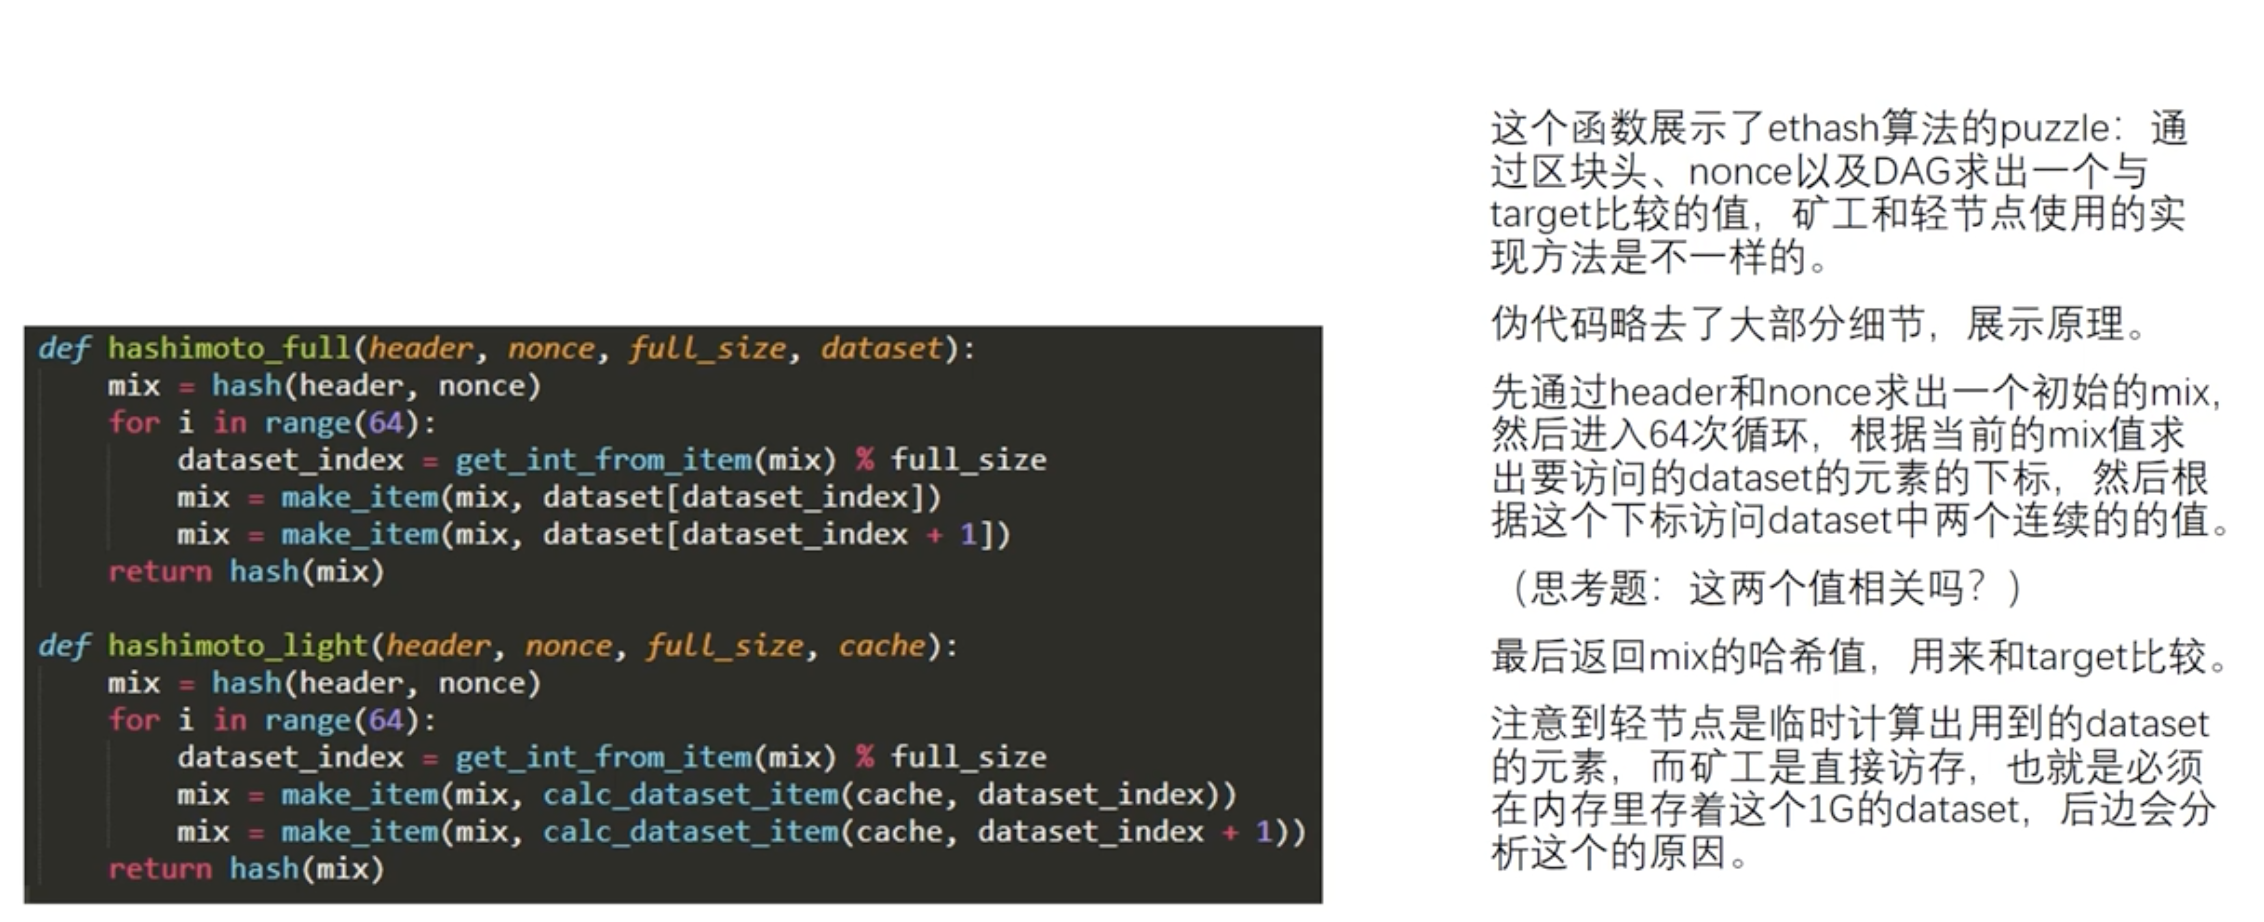 def hashimoto_full(header, nonce, full_size, dataset):
    mix = hash(header, nonce)
    for i in range(64):
        dataset_index = get_int_from_item(mix) % full_size
        mix = make_item(mix, dataset[dataset_index])
        mix = make_item(mix, dataset[dataset_index + 1])
    return hash(mix)
def hashimoto_light(header, nonce, full_size, cache):
    mix = hash(header, nonce)
    for i in range(64):
        dataset_index = get_int_from_item(mix) % full_size
        mix = make_item(mix, calc_dataset_item(cache, dataset_index))
        mix = make_item(mix, calc_dataset_item(cache, dataset_index + 1))
    return hash(mix)
这个函数展示了ethash算法的puzzle：通
过区块头、nonce以及DAG求出一个与
target比较的值，矿工和轻节点使用的实
现方法是不一样的。
伪代码略去了大部分细节，展示原理。
先通过header和nonce求出一个初始的mix,
然后进入64次循环，根据当前的mix值求
出要访问的dataset的元素的下标，然后根
据这个下标访问dataset中两个连续的的值。
（思考题：这两个值相关吗？）
最后返回mix的哈希值，用来和target比较。
注意到轻节点是临时计算出用到的dataset
的元素，而矿工是直接访存，也就是必须
在内存里存着这个1G的dataset，后边会分
析这个的原因。